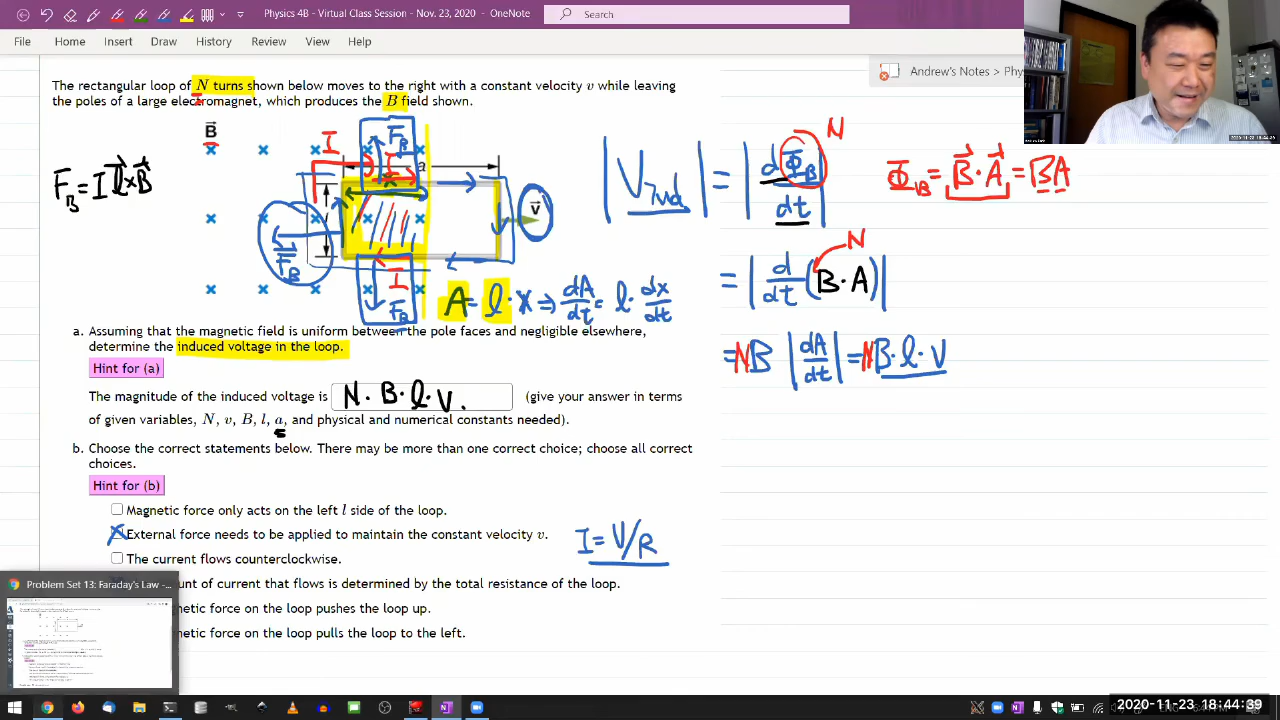 Physics 4B - Virtual Class Session - Nov. 23, 2020 - OneNote
Search
File Home Insert Draw History Review View Help
Andrew's Notes > Phy
The rectangular loop of N turns shown below moves to the right with a constant velocity v while leaving
the poles of a large electromagnet, which produces the B field shown.
I
B
I
F_B
I
a
N
F_B = I l × B
|V_ind| = |dΦ_B/dt|
Φ_B = B · A = BA
v
F_B
I
F_B
N
= |d/dt (B · A)|
A = l · x ⇒ dA/dt = l · dx/dt
a. Assuming that the magnetic field is uniform between the pole faces and negligible elsewhere,
determine the induced voltage in the loop.
= NB |dA/dt| = NB · l · v
Hint for (a)
The magnitude of the induced voltage is N · B · l · v. (give your answer in terms
of given variables, N, v, B, l, a, and physical and numerical constants needed).
b. Choose the correct statements below. There may be more than one correct choice; choose all correct
choices.
Hint for (b)
Magnetic force only acts on the left l side of the loop.
External force needs to be applied to maintain the constant velocity v.
I = V/R
The current flows counterclockwise.
Problem Set 13: Faraday's Law -...
unt of current that flows is determined by the total resistance of the loop.
netic force on the loop pushes the loop up.
netic force on the loop pulls the loop to the left.
2020-11-23 18:44:39
2020-11-23 18:44:39